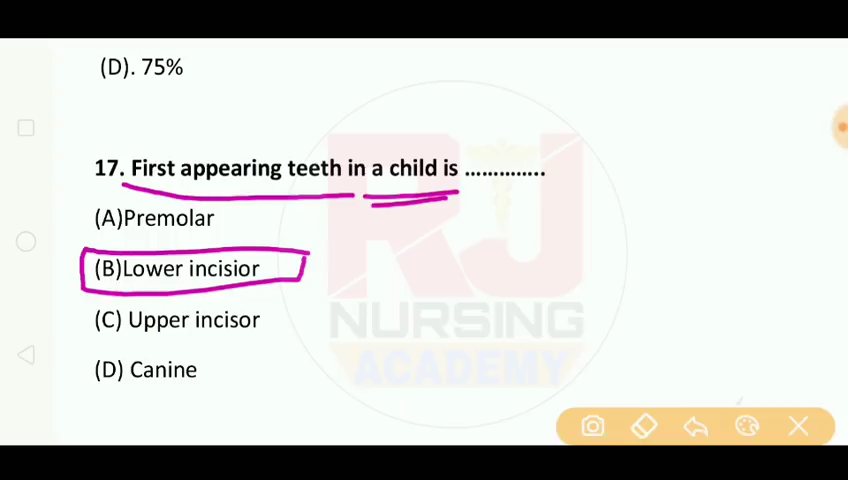 (D). 75%
17. First appearing teeth in a child is .............
(A)Premolar
(B)Lower incisior
(C) Upper incisor
(D) Canine
RJ
NURSING
ACADEMY